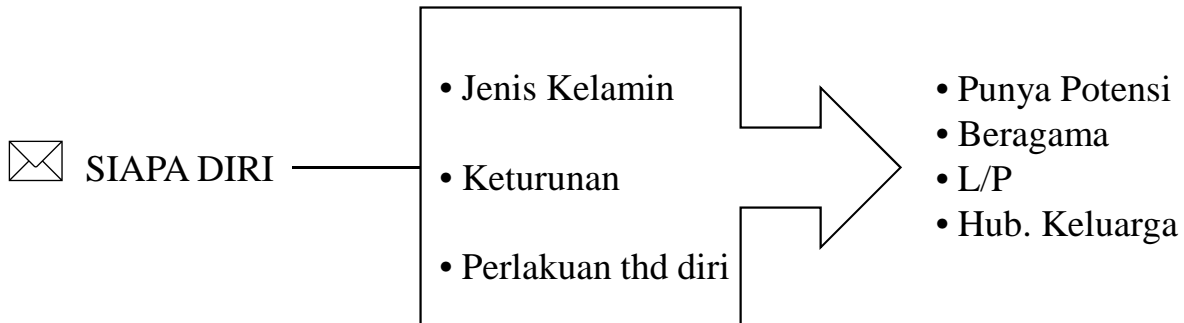 SIAPA DIRI
• Jenis Kelamin
• Keturunan
• Perlakuan thd diri
• Punya Potensi
• Beragama
• L/P
• Hub. Keluarga